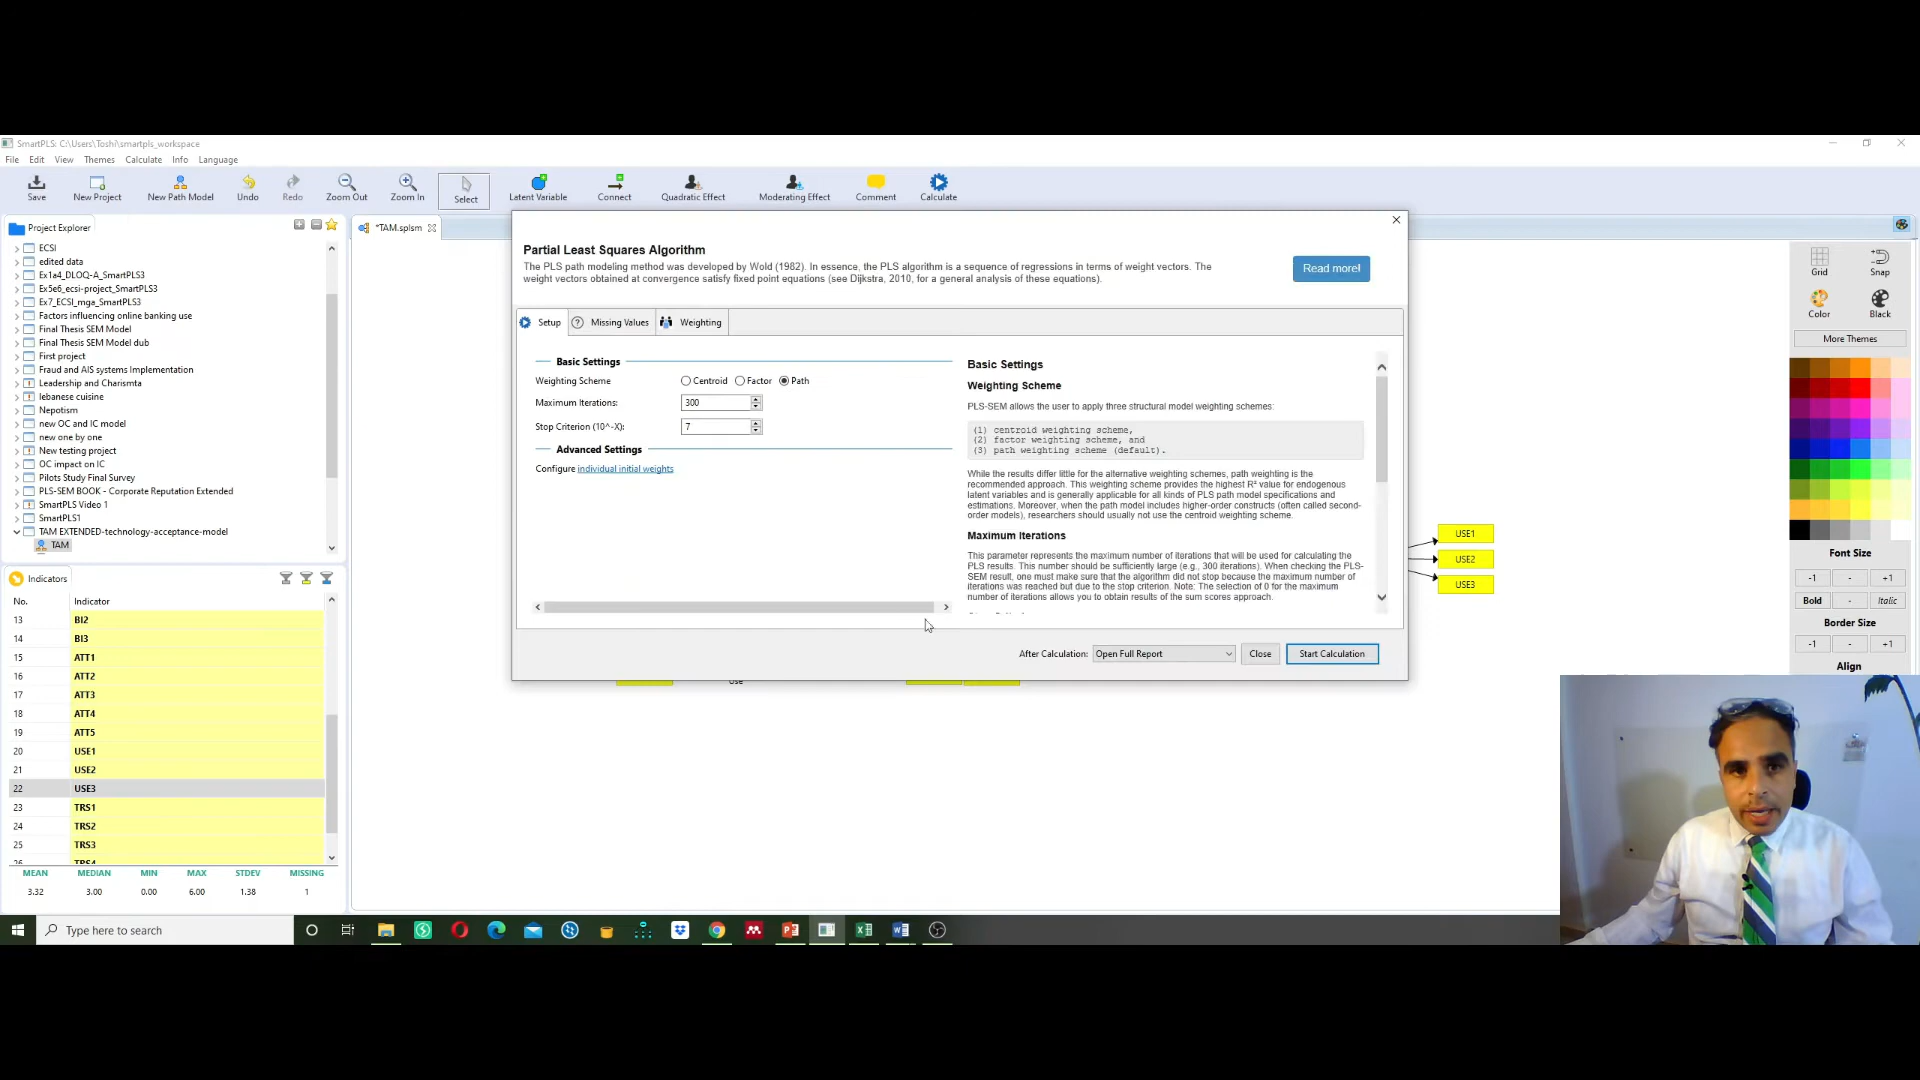 SmartPLS: C:\Users\Toshi\smartpls_workspace
File Edit View Themes Calculate Info Language
Save New Project New Path Model Undo Redo Zoom Out Zoom In Select Latent Variable Connect Quadratic Effect Moderating Effect Comment Calculate
Project Explorer
ECSI
edited data
Ex1a4_DLOQ-A_SmartPLS3
Ex5e6_ecsi-project_SmartPLS3
Ex7_ECSI_mga_SmartPLS3
Factors influencing online banking use
Final Thesis SEM Model
Final Thesis SEM Model dub
First project
Fraud and AIS systems Implementation
Leadership and Charismta
lebanese cuisine
Nepotism
new OC and IC model
new one by one
New testing project
OC impact on IC
Pilots Study Final Survey
PLS-SEM BOOK - Corporate Reputation Extended
SmartPLS Video 1
SmartPLS1
TAM EXTENDED-technology-acceptance-model
TAM
Indicators
No. Indicator
13 BI2
14 BI3
15 ATT1
16 ATT2
17 ATT3
18 ATT4
19 ATT5
20 USE1
21 USE2
22 USE3
23 TRS1
24 TRS2
25 TRS3
26 TRS4
MEAN MEDIAN MIN MAX STDEV MISSING
3.32 3.00 0.00 6.00 1.38 1
*TAM.splsm
Partial Least Squares Algorithm
The PLS path modeling method was developed by Wold (1982). In essence, the PLS algorithm is a sequence of regressions in terms of weight vectors. The
weight vectors obtained at convergence satisfy fixed point equations (see Dijkstra, 2010, for a general analysis of these equations).
Read more!
Setup Missing Values Weighting
Basic Settings
Weighting Scheme Centroid Factor Path
Maximum Iterations: 300
Stop Criterion (10^-X): 7
Advanced Settings
Configure individual initial weights
Basic Settings
Weighting Scheme
PLS-SEM allows the user to apply three structural model weighting schemes:
(1) centroid weighting scheme,
(2) factor weighting scheme, and
(3) path weighting scheme (default).
While the results differ little for the alternative weighting schemes, path weighting is the
recommended approach. This weighting scheme provides the highest R² value for endogenous
latent variables and is generally applicable for all kinds of PLS path model specifications and
estimations. Moreover, when the path model includes higher-order constructs (often called second-
order models), researchers should usually not use the centroid weighting scheme.
Maximum Iterations
This parameter represents the maximum number of iterations that will be used for calculating the
PLS results. This number should be sufficiently large (e.g., 300 iterations). When checking the PLS-
SEM result, one must make sure that the algorithm did not stop because the maximum number of
iterations was reached but due to the stop criterion. Note: The selection of 0 for the maximum
number of iterations allows you to obtain results of the sum scores approach.
After Calculation: Open Full Report Close Start Calculation
Use
USE1
USE2
USE3
Grid Snap
Color Black
More Themes
Font Size
-1 - +1
Bold - Italic
Border Size
-1 - +1
Align
Type here to search